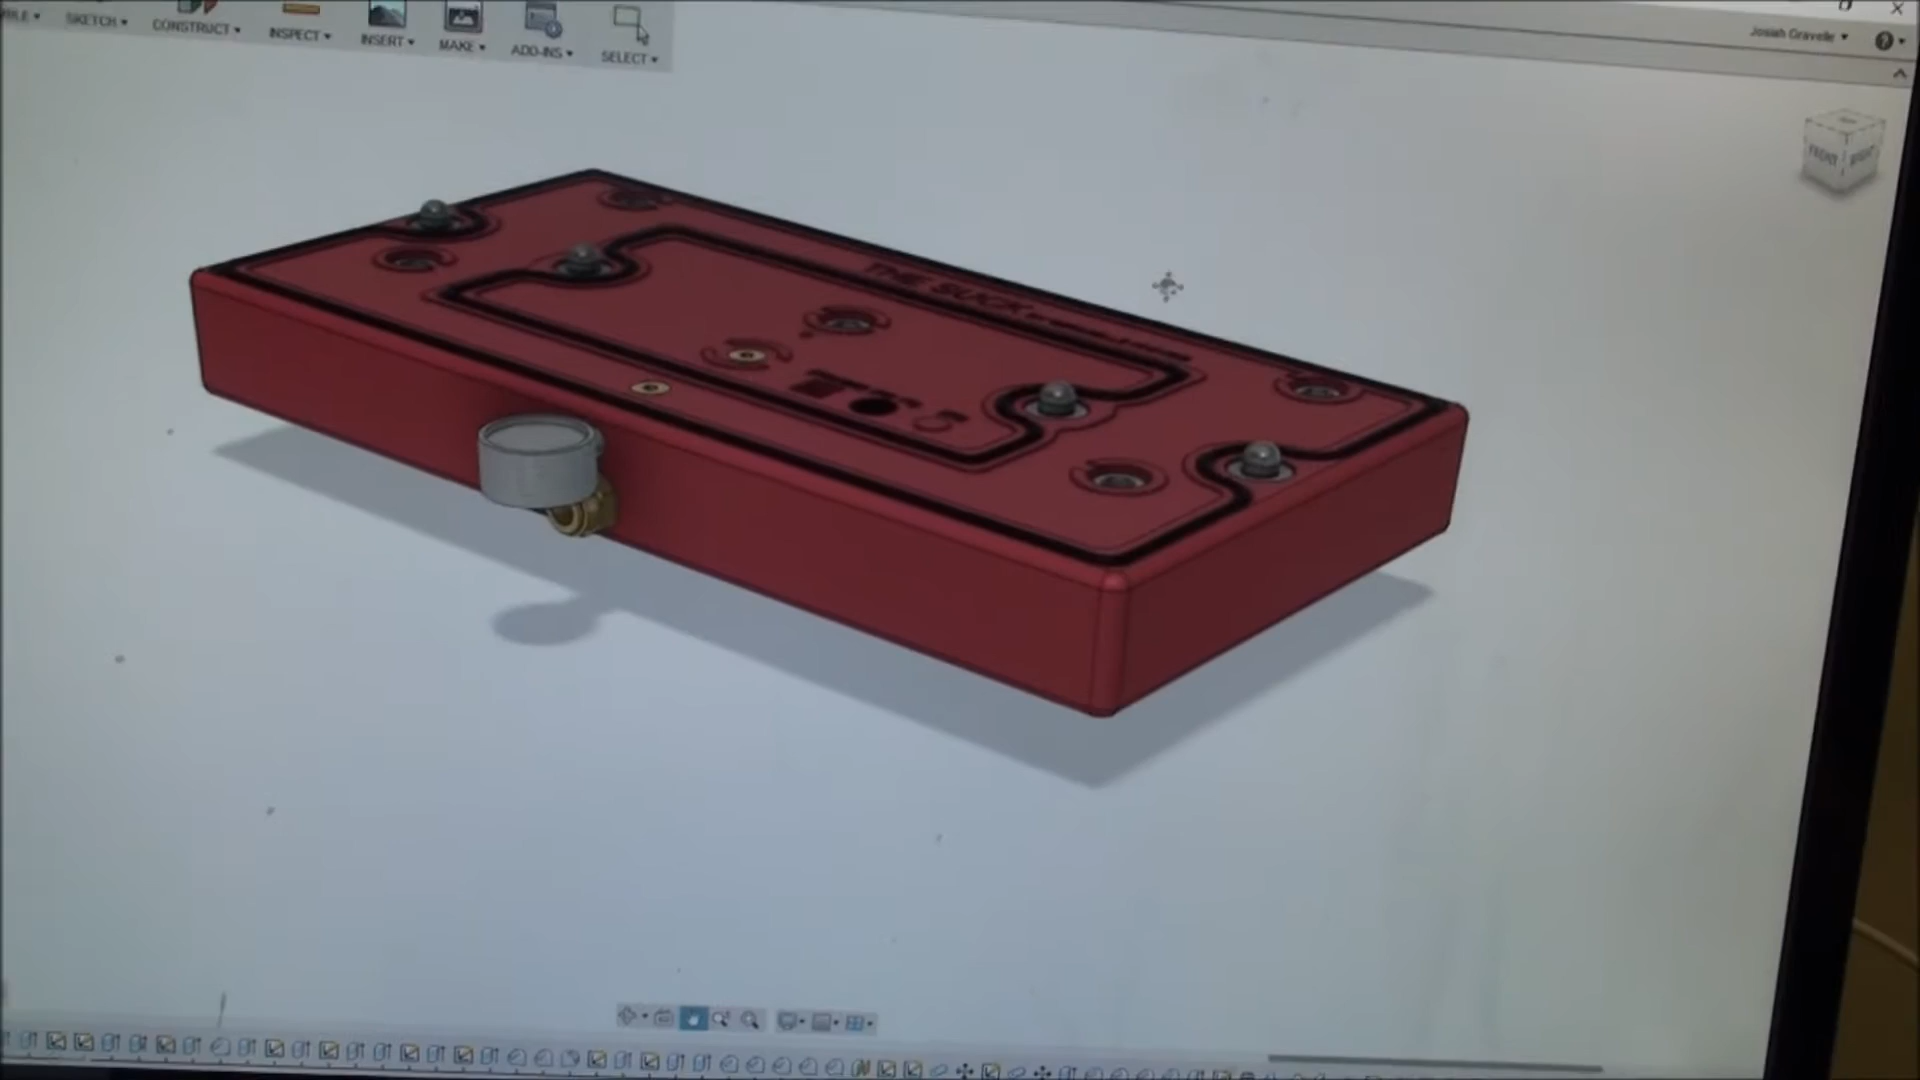 SKETCH
CONSTRUCT
INSPECT
INSERT
MAKE
ADD-INS
SELECT
Josiah Gravelle
?
FRONT
RIGHT
THE SUCK